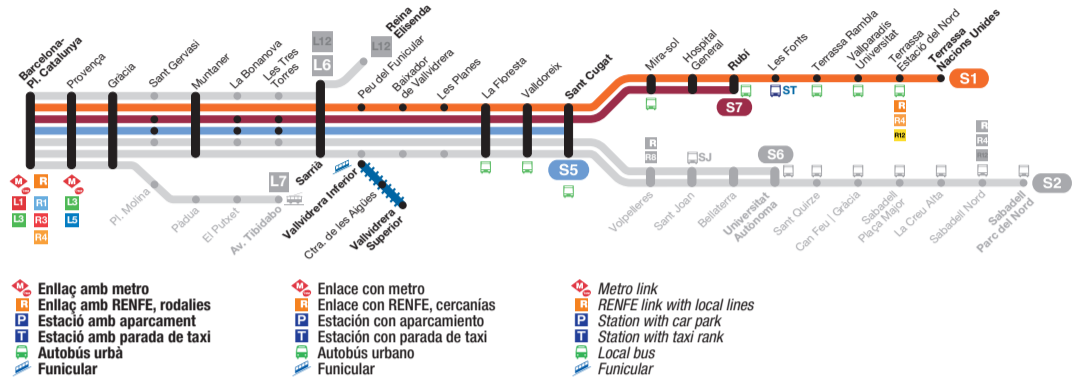 Barcelona-
Pl. Catalunya
Provença
Gràcia
Sant Gervasi
Muntaner
La Bonanova
Les Tres
Torres
L12
L6
L12
Reina
Elisenda
Peu del Funicular
Baixador
de Vallvidrera
Les Planes
La Floresta
Valldoreix
Sant Cugat
Mira-sol
Hospital
General
Rubí
Les Fonts
Terrassa Rambla
Vallparadís
Universitat
Terrassa
Estació del Nord
Terrassa
Nacions Unides
S1
S7
ST
R
R4
R12
S5
S6
S2
R
R8
SJ
R
R4
R12
M
R
M
L1
R1
L3
L3
R3
L5
R4
Pl. Molina
Pàdua
El Putxet
Av. Tibidabo
L7
Sarrià
Vallvidrera Inferior
Ctra. de les Aigües
Vallvidrera
Superior
Volpelleres
Sant Joan
Bellaterra
Universitat
Autònoma
Sant Quirze
Can Feu | Gràcia
Sabadell
Plaça Major
La Creu Alta
Sabadell Nord
Sabadell
Parc del Nord
M Enllaç amb metro
R Enllaç amb RENFE, rodalies
P Estació amb aparcament
T Estació amb parada de taxi
Autobús urbà
Funicular
M Enlace con metro
R Enlace con RENFE, cercanías
P Estación con aparcamiento
T Estación con parada de taxi
Autobús urbano
Funicular
M Metro link
R RENFE link with local lines
P Station with car park
T Station with taxi rank
Local bus
Funicular